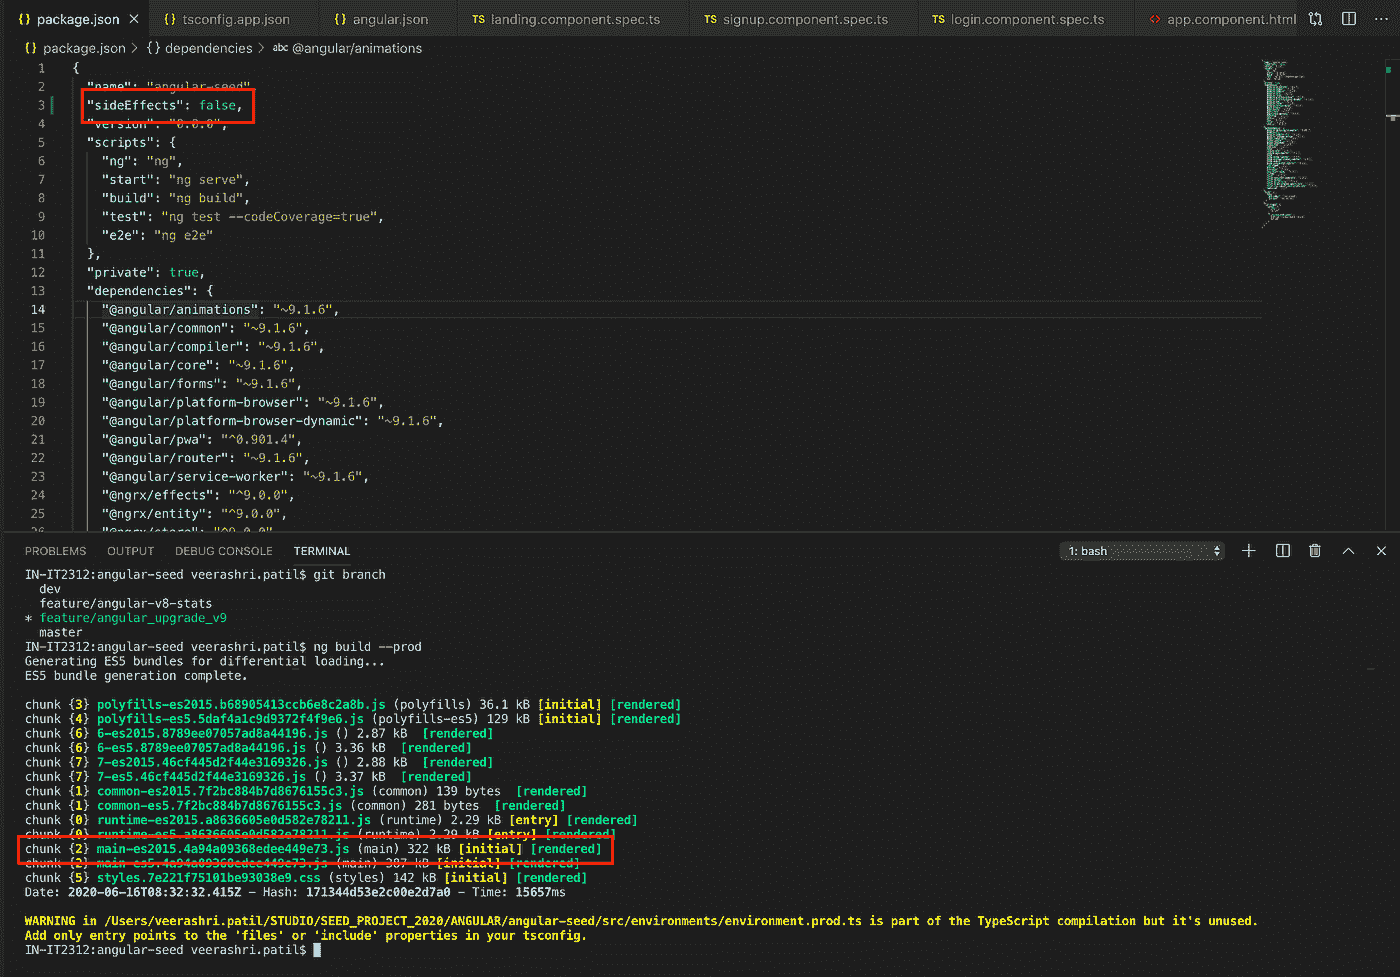 {} package.json × {} tsconfig.app.json {} angular.json TS landing.component.spec.ts TS signup.component.spec.ts TS login.component.spec.ts <> app.component.html
{} package.json > {} dependencies > abc @angular/animations
1 {
2 "name": "angular-seed",
3 "sideEffects": false,
4 "version": "0.0.0",
5 "scripts": {
6 "ng": "ng",
7 "start": "ng serve",
8 "build": "ng build",
9 "test": "ng test --codeCoverage=true",
10 "e2e": "ng e2e"
11 },
12 "private": true,
13 "dependencies": {
14 "@angular/animations": "~9.1.6",
15 "@angular/common": "~9.1.6",
16 "@angular/compiler": "~9.1.6",
17 "@angular/core": "~9.1.6",
18 "@angular/forms": "~9.1.6",
19 "@angular/platform-browser": "~9.1.6",
20 "@angular/platform-browser-dynamic": "~9.1.6",
21 "@angular/pwa": "^0.901.4",
22 "@angular/router": "~9.1.6",
23 "@angular/service-worker": "~9.1.6",
24 "@ngrx/effects": "^9.0.0",
25 "@ngrx/entity": "^9.0.0",
26 "@ngrx/store": "^9.0.0"
PROBLEMS OUTPUT DEBUG CONSOLE TERMINAL 1: bash
IN-IT2312:angular-seed veerashri.patil$ git branch
dev
feature/angular-v8-stats
* feature/angular_upgrade_v9
master
IN-IT2312:angular-seed veerashri.patil$ ng build --prod
Generating ES5 bundles for differential loading...
ES5 bundle generation complete.
chunk {3} polyfills-es2015.b68905413ccb6e8c2a8b.js (polyfills) 36.1 kB [initial] [rendered]
chunk {4} polyfills-es5.5daf4a1c9d9372f4f9e6.js (polyfills-es5) 129 kB [initial] [rendered]
chunk {6} 6-es2015.8789ee07057ad8a44196.js () 2.87 kB [rendered]
chunk {6} 6-es5.8789ee07057ad8a44196.js () 3.36 kB [rendered]
chunk {7} 7-es2015.46cf445d2f44e3169326.js () 2.88 kB [rendered]
chunk {7} 7-es5.46cf445d2f44e3169326.js () 3.37 kB [rendered]
chunk {1} common-es2015.7f2bc884b7d8676155c3.js (common) 139 bytes [rendered]
chunk {1} common-es5.7f2bc884b7d8676155c3.js (common) 281 bytes [rendered]
chunk {0} runtime-es2015.a8636605e0d582e78211.js (runtime) 2.29 kB [entry] [rendered]
chunk {0} runtime-es5.a8636605e0d582e78211.js (runtime) 2.29 kB [entry] [rendered]
chunk {2} main-es2015.4a94a09368edee449e73.js (main) 322 kB [initial] [rendered]
chunk {2} main-es5.4a94a09368edee449e73.js (main) 387 kB [initial] [rendered]
chunk {5} styles.7e221f75101be93038e9.css (styles) 142 kB [initial] [rendered]
Date: 2020-06-16T08:32:32.415Z - Hash: 171344d53e2c00e2d7a0 - Time: 15657ms
WARNING in /Users/veerashri.patil/STUDIO/SEED_PROJECT_2020/ANGULAR/angular-seed/src/environments/environment.prod.ts is part of the TypeScript compilation but it's unused.
Add only entry points to the 'files' or 'include' properties in your tsconfig.
IN-IT2312:angular-seed veerashri.patil$